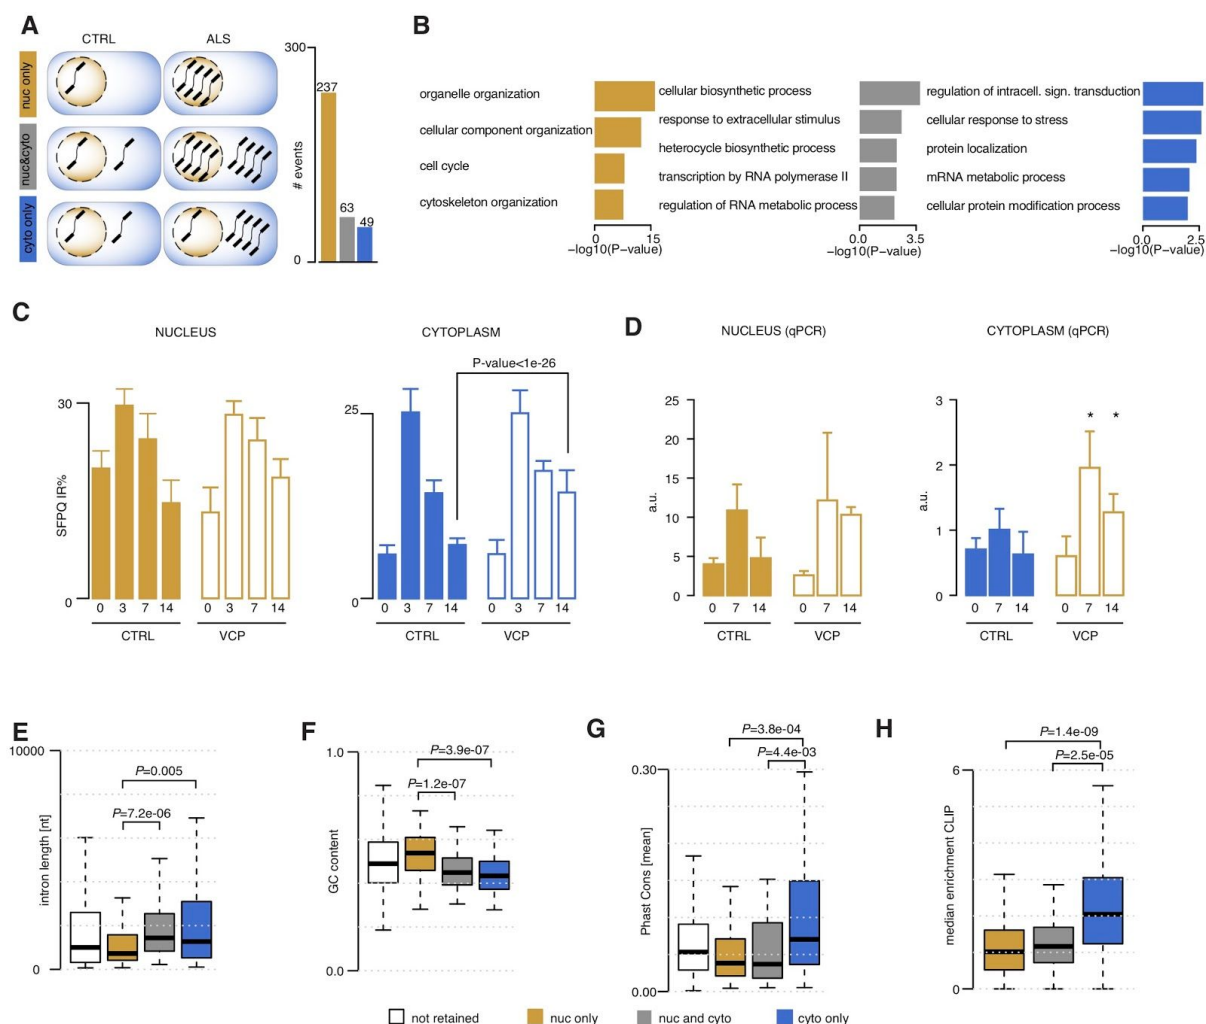 A
CTRL
ALS
nuc only
nuc&cyto
cyto only
# events
300
0
237
63
49
B
organelle organization
cellular component organization
cell cycle
cytoskeleton organization
0
15
−log10(P−value)
cellular biosynthetic process
response to extracellular stimulus
heterocycle biosynthetic process
transcription by RNA polymerase II
regulation of RNA metabolic process
0.0
3.5
−log10(P−value)
regulation of intracell. sign. transduction
cellular response to stress
protein localization
mRNA metabolic process
cellular protein modification process
0.0
2.5
−log10(P−value)
C
NUCLEUS
SFPQ IR%
30
0
0 3 7 14
0 3 7 14
CTRL
VCP
CYTOPLASM
P-value<1e-26
25
0
0 3 7 14
0 3 7 14
CTRL
VCP
D
NUCLEUS (qPCR)
a.u.
25
20
15
10
5
0
0 7 14
0 7 14
CTRL
VCP
CYTOPLASM (qPCR)
a.u.
3
2
1
0
* *
0 7 14
0 7 14
CTRL
VCP
E
10000
0
intron length [nt]
P=0.005
P=7.2e-06
F
1.0
0.0
GC content
P=3.9e-07
P=1.2e-07
G
0.30
0.00
Phast Cons [mean]
P=3.8e-04
P=4.4e-03
H
6
0
median enrichment CLIP
P=1.4e-09
P=2.5e-05
not retained
nuc only
nuc and cyto
cyto only